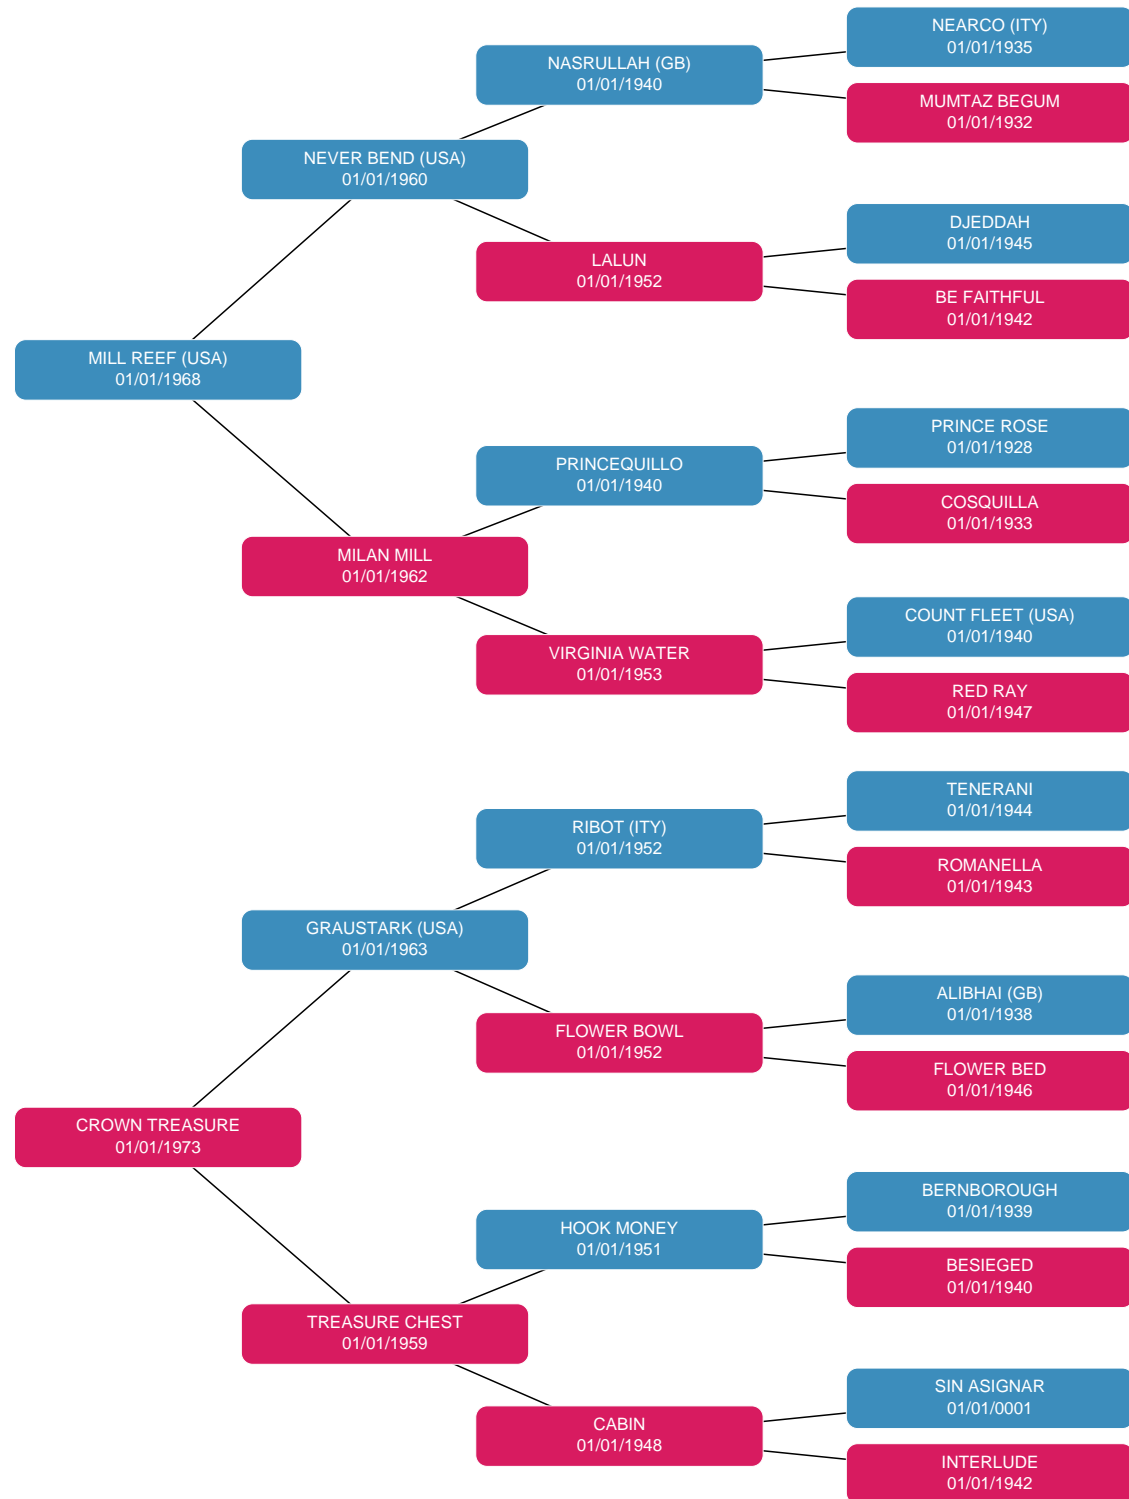 NEARCO (ITY)
01/01/1935
NASRULLAH (GB)
01/01/1940
MUMTAZ BEGUM
01/01/1932
NEVER BEND (USA)
01/01/1960
DJEDDAH
01/01/1945
LALUN
01/01/1952
BE FAITHFUL
01/01/1942
MILL REEF (USA)
01/01/1968
PRINCE ROSE
01/01/1928
PRINCEQUILLO
01/01/1940
COSQUILLA
01/01/1933
MILAN MILL
01/01/1962
COUNT FLEET (USA)
01/01/1940
VIRGINIA WATER
01/01/1953
RED RAY
01/01/1947
TENERANI
01/01/1944
RIBOT (ITY)
01/01/1952
ROMANELLA
01/01/1943
GRAUSTARK (USA)
01/01/1963
ALIBHAI (GB)
01/01/1938
FLOWER BOWL
01/01/1952
FLOWER BED
01/01/1946
CROWN TREASURE
01/01/1973
BERNBOROUGH
01/01/1939
HOOK MONEY
01/01/1951
BESIEGED
01/01/1940
TREASURE CHEST
01/01/1959
SIN ASIGNAR
01/01/0001
CABIN
01/01/1948
INTERLUDE
01/01/1942